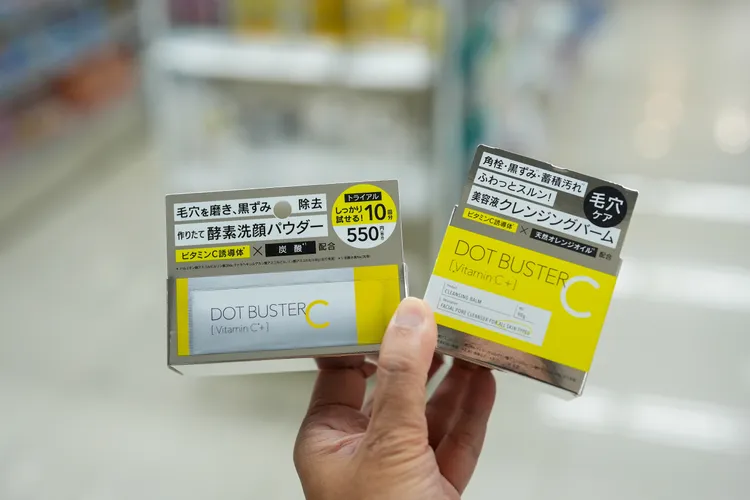 毛穴を磨き、黒ずみ 除去
作りたて 酵素洗顔パウダー
ビタミンC誘導体* × 炭酸* 配合
トライアル
しっかり
試せる!10回分
550円
DOT BUSTER C
[ Vitamin C*+ ]
角栓・黒ずみ・蓄積汚れ
ふわっとスルン!
美容液クレンジングバーム
毛穴
ケア
ビタミンC誘導体* × 天然オレンジオイル* 配合
DOT BUSTER C
[ Vitamin C*+ ]
CLEANSING BALM
90g
FACIAL PORE CLEANSER FOR ALL SKIN TYPES